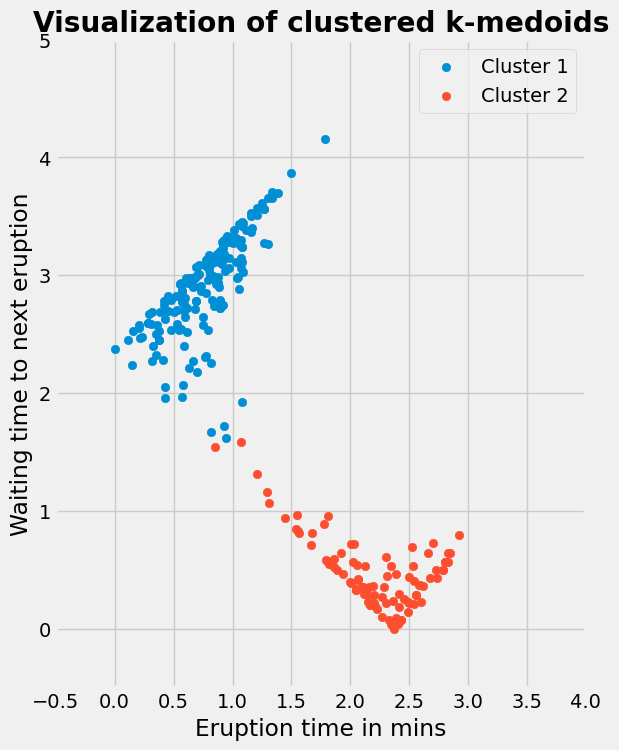 Visualization of clustered k-medoids
5
Cluster 1
Cluster 2
4
3
2
1
0
Waiting time to next eruption
−0.5 0.0 0.5 1.0 1.5 2.0 2.5 3.0 3.5 4.0
Eruption time in mins